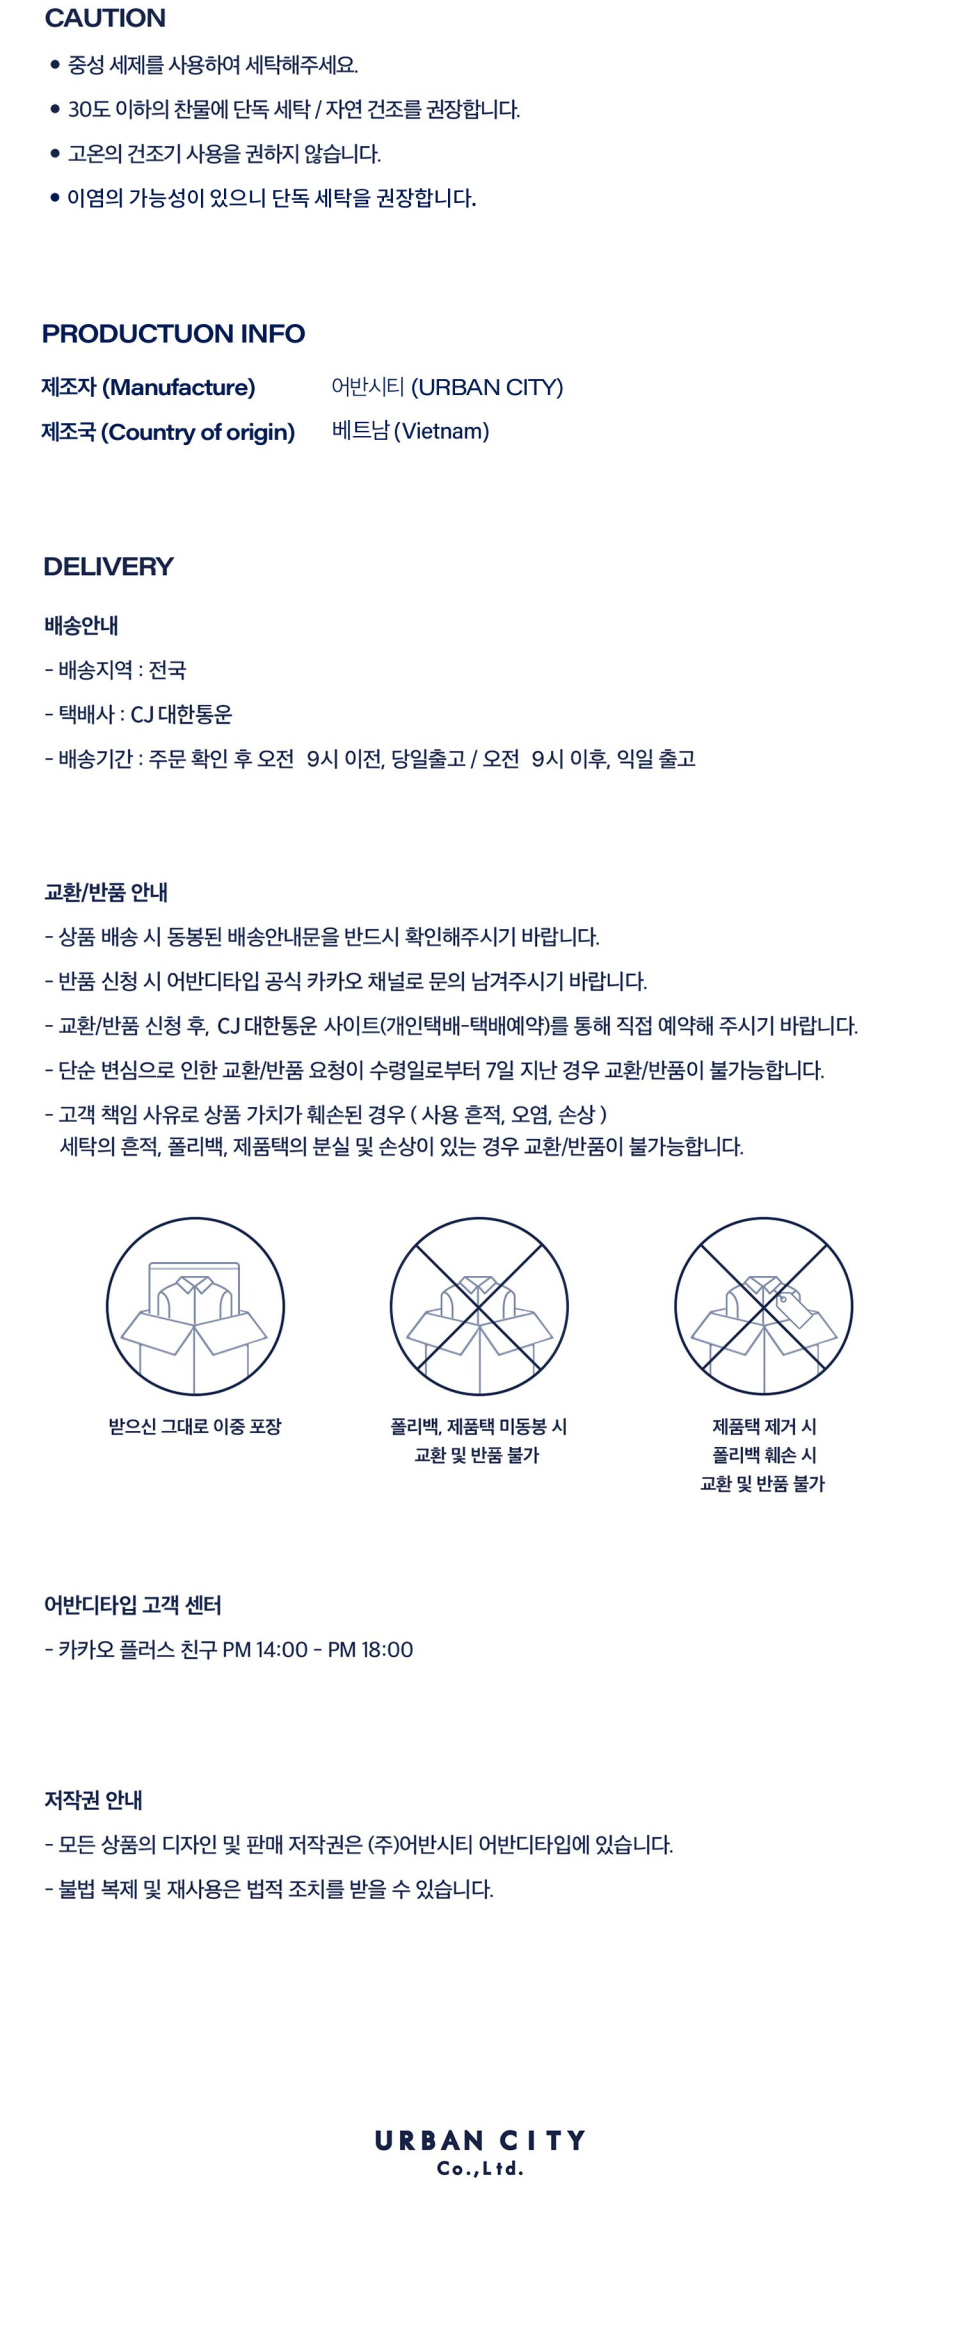 CAUTION
● 중성 세제를 사용하여 세탁해주세요.
● 30도 이하의 찬물에 단독 세탁 / 자연 건조를 권장합니다.
● 고온의 건조기 사용을 권하지 않습니다.
● 이염의 가능성이 있으니 단독 세탁을 권장합니다.
PRODUCTUON INFO
제조자 (Manufacture) 어반시티 (URBAN CITY)
제조국 (Country of origin) 베트남 (Vietnam)
DELIVERY
배송안내
- 배송지역 : 전국
- 택배사 : CJ 대한통운
- 배송기간 : 주문 확인 후 오전 9시 이전, 당일출고 / 오전 9시 이후, 익일 출고
교환/반품 안내
- 상품 배송 시 동봉된 배송안내문을 반드시 확인해주시기 바랍니다.
- 반품 신청 시 어반디타입 공식 카카오 채널로 문의 남겨주시기 바랍니다.
- 교환/반품 신청 후, CJ 대한통운 사이트(개인택배-택배예약)를 통해 직접 예약해 주시기 바랍니다.
- 단순 변심으로 인한 교환/반품 요청이 수령일로부터 7일 지난 경우 교환/반품이 불가능합니다.
- 고객 책임 사유로 상품 가치가 훼손된 경우 ( 사용 흔적, 오염, 손상 )
세탁의 흔적, 폴리백, 제품택의 분실 및 손상이 있는 경우 교환/반품이 불가능합니다.
받으신 그대로 이중 포장
폴리백, 제품택 미동봉 시
교환 및 반품 불가
제품택 제거 시
폴리백 훼손 시
교환 및 반품 불가
어반디타입 고객 센터
- 카카오 플러스 친구 PM 14:00 - PM 18:00
저작권 안내
- 모든 상품의 디자인 및 판매 저작권은 (주)어반시티 어반디타입에 있습니다.
- 불법 복제 및 재사용은 법적 조치를 받을 수 있습니다.
URBAN CITY
Co.,Ltd.